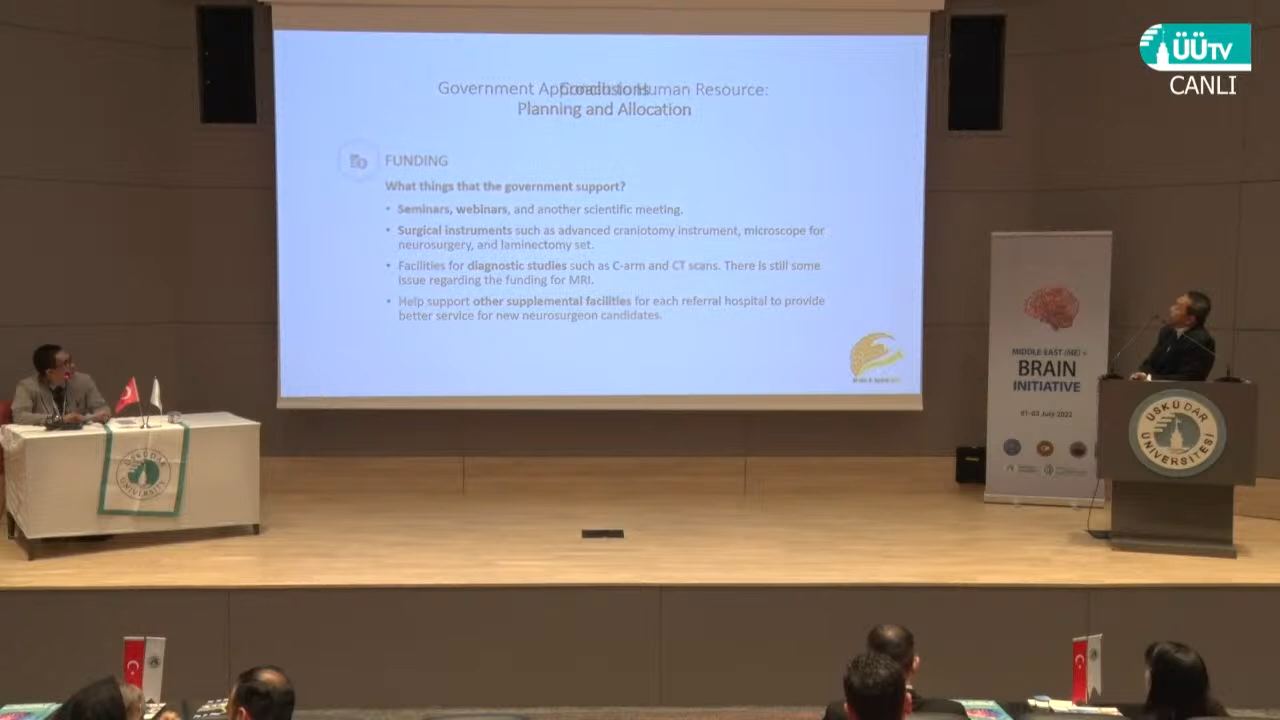 ÜÜTV
CANLI
Government Approach to Human Resource:
Conclusions
Planning and Allocation
FUNDING
What things that the government support?
• Seminars, webinars, and another scientific meeting.
• Surgical instruments such as advanced craniotomy instrument, microscope for
neurosurgery, and laminectomy set.
• Facilities for diagnostic studies such as C-arm and CT scans. There is still some
issue regarding the funding for MRI.
• Help support other supplemental facilities for each referral hospital to provide
better service for new neurosurgeon candidates.
MIDDLE EAST (ME) -
BRAIN
INITIATIVE
01-03 July 2022
ÜSKÜDAR
ÜNİVERSİTESİ
ÜSKÜDAR
UNIVERSITY